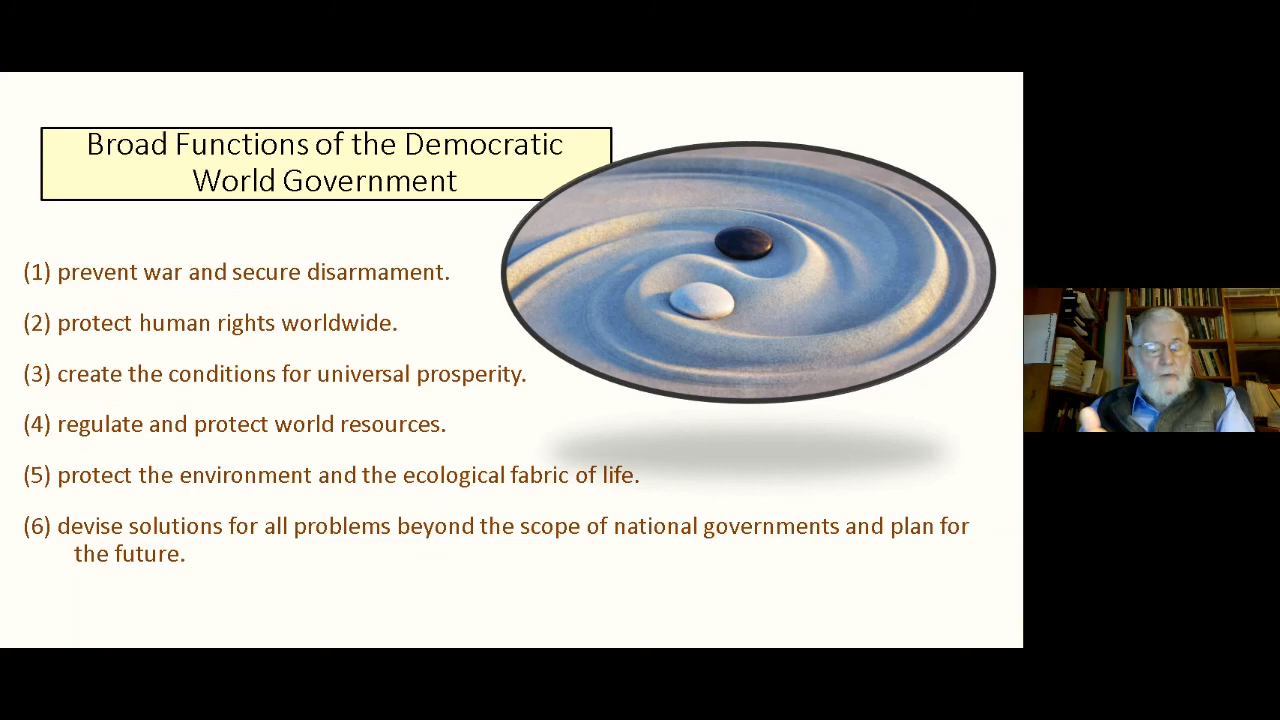 Broad Functions of the Democratic
World Government
(1) prevent war and secure disarmament.
(2) protect human rights worldwide.
(3) create the conditions for universal prosperity.
(4) regulate and protect world resources.
(5) protect the environment and the ecological fabric of life.
(6) devise solutions for all problems beyond the scope of national governments and plan for
the future.